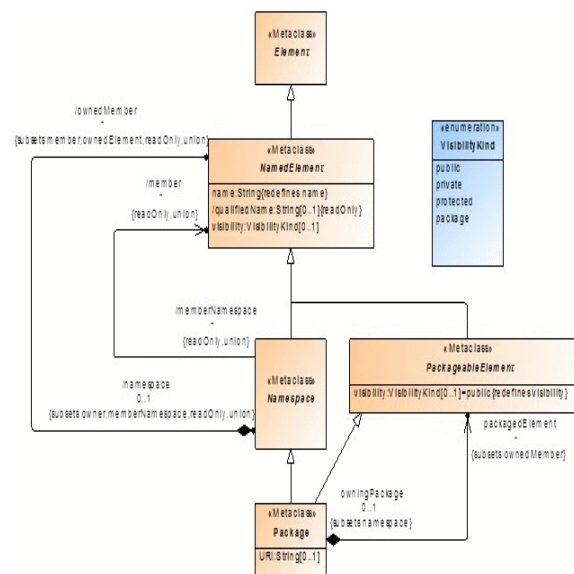 «Metaclass»
Element
/ownedMember
*
{subsets member,ownedElement,readOnly,union}
«Metaclass»
NamedElement
name:String{redefines name}
/qualifiedName:String[0..1]{readOnly}
visibility:VisibilityKind[0..1]
«enumeration»
VisibilityKind
public
private
protected
package
/member
*
{readOnly,union}
/memberNamespace
*
{readOnly,union}
«Metaclass»
Namespace
/namespace
0..1
{subsets owner,memberNamespace,readOnly,union}
«Metaclass»
PackageableElement
visibility:VisibilityKind[0..1]=public{redefines visibility}
packagedElement
*
{subsets ownedMember}
owningPackage
0..1
{subsets namespace}
«Metaclass»
Package
URI:String[0..1]